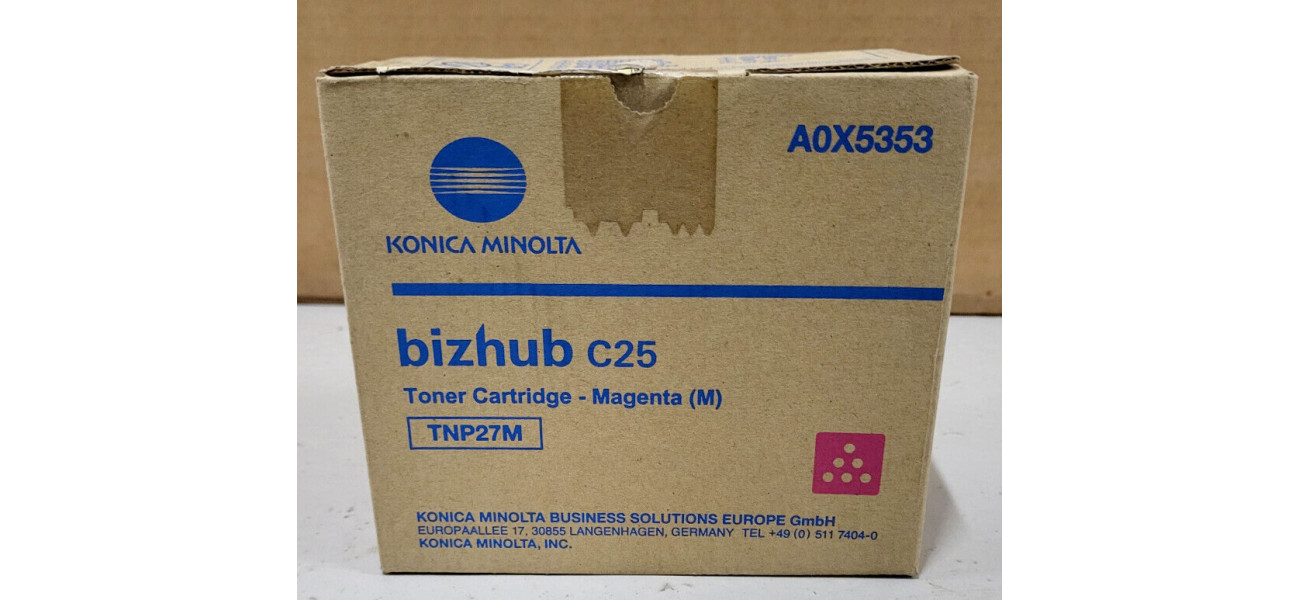 A0X5353
KONICA MINOLTA
bizhub C25
Toner Cartridge - Magenta (M)
TNP27M
KONICA MINOLTA BUSINESS SOLUTIONS EUROPE GmbH
EUROPAALLEE 17, 30855 LANGENHAGEN, GERMANY TEL +49 (0) 511 7404-0
KONICA MINOLTA, INC.